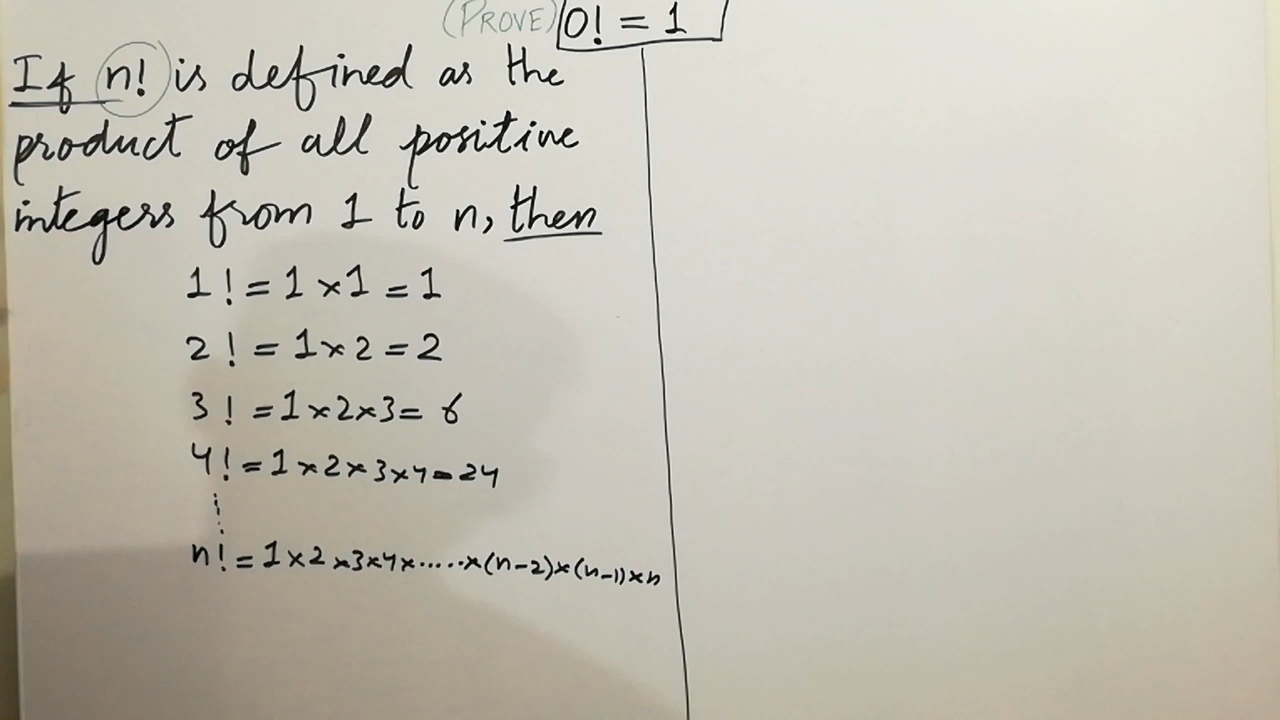 (PROVE) 0! = 1
If n! is defined as the
product of all positive
integers from 1 to n, then
1! = 1 × 1 = 1
2! = 1 × 2 = 2
3! = 1 × 2 × 3 = 6
4! = 1 × 2 × 3 × 4 = 24
n! = 1 × 2 × 3 × 4 × ..... × (n-2) × (n-1) × n